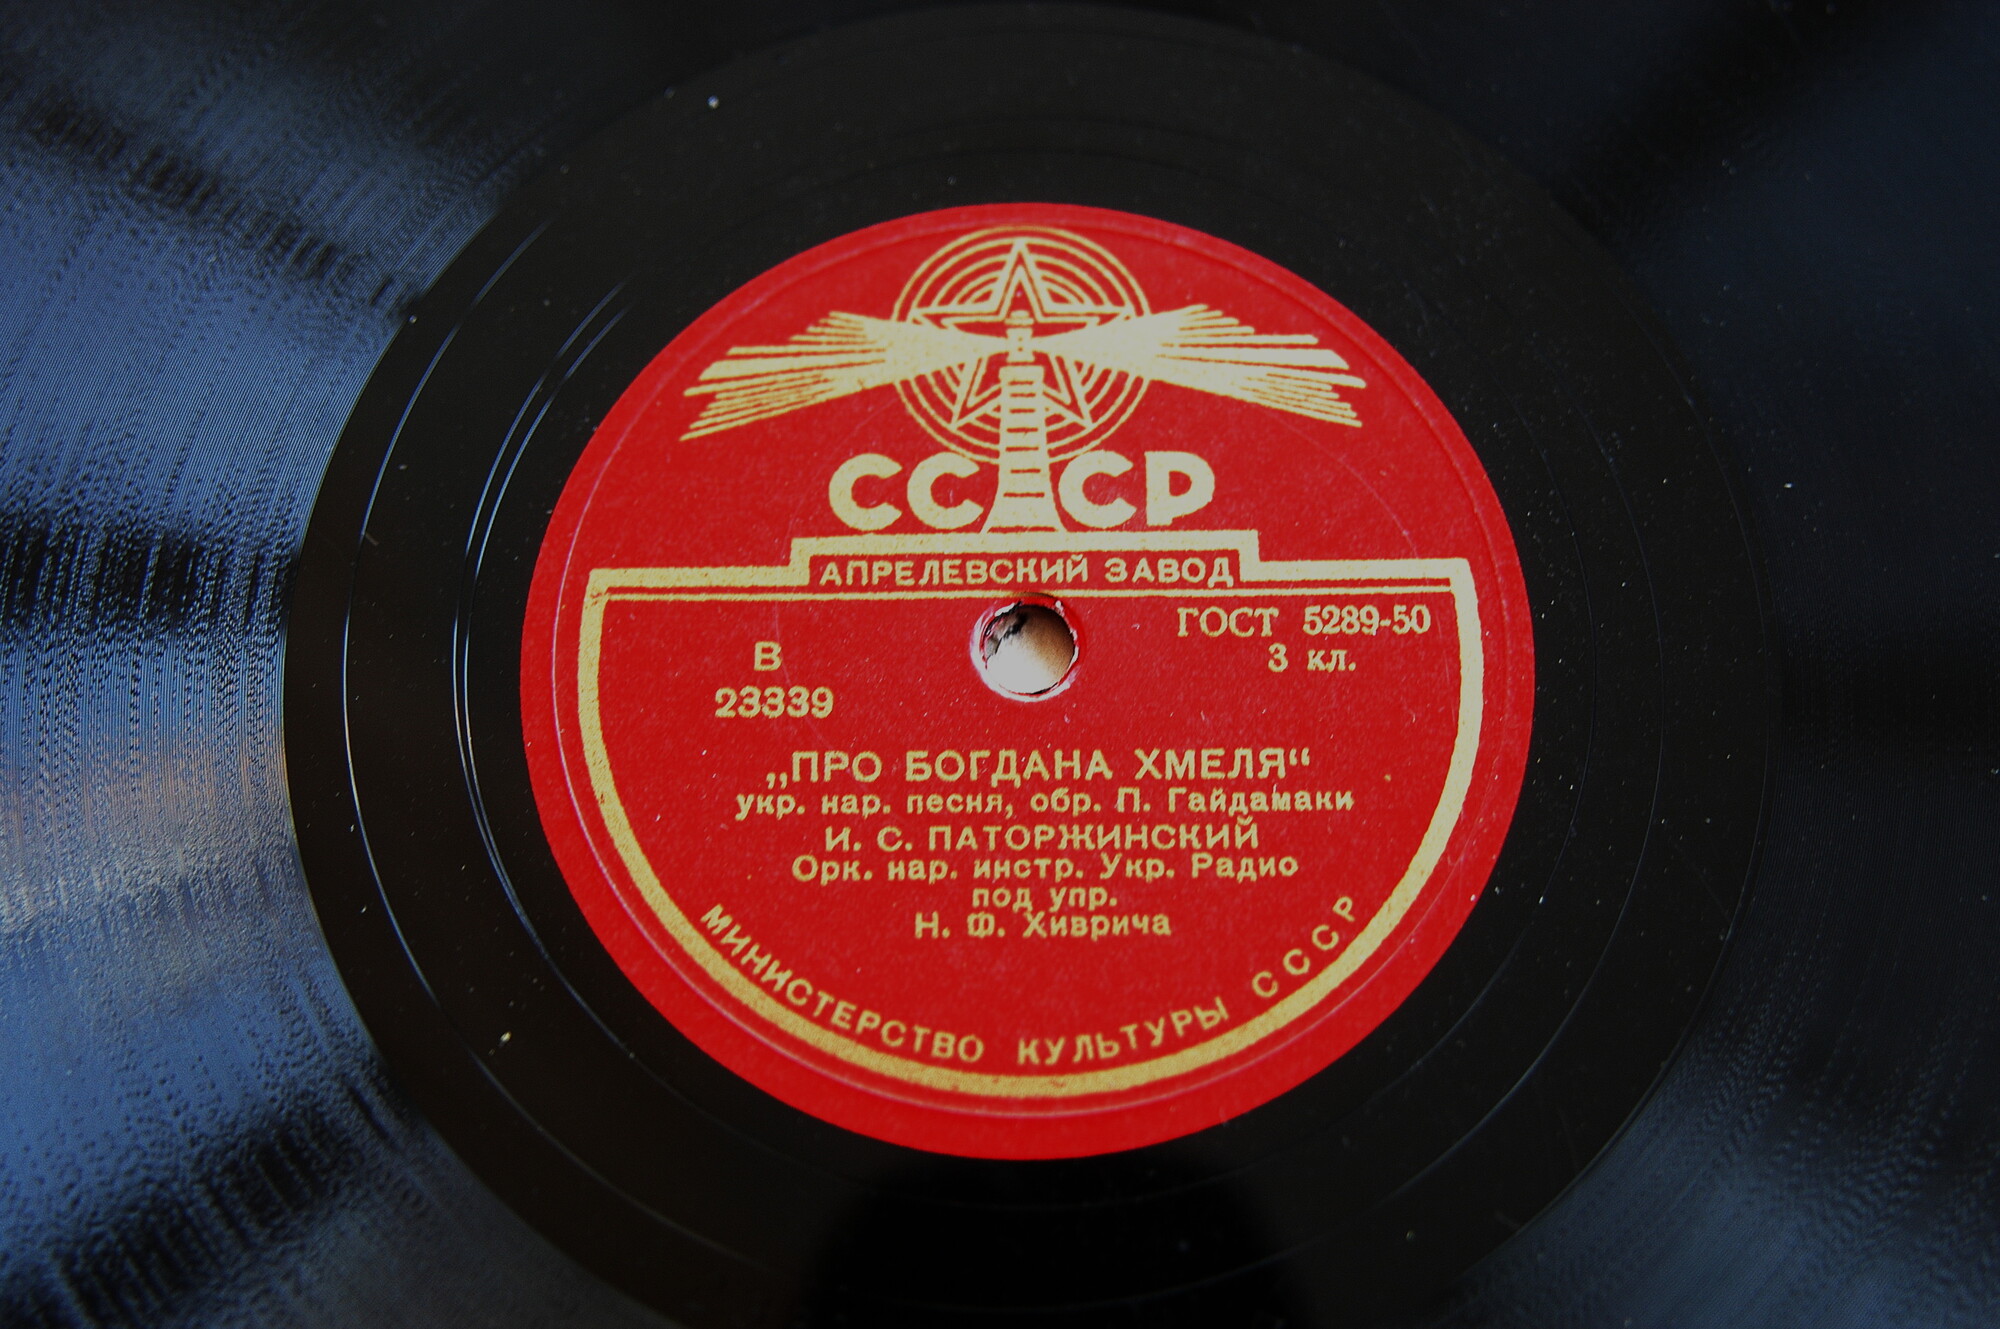 СССР
АПРЕЛЕВСКИЙ ЗАВОД
ГОСТ 5289-50
3 кл.
В
23339
„ПРО БОГДАНА ХМЕЛЯ“
укр. нар. песня, обр. П. Гайдамаки
И. С. ПАТОРЖИНСКИЙ
Орк. нар. инстр. Укр. Радио
под упр.
Н. Ф. Хиврича
МИНИСТЕРСТВО КУЛЬТУРЫ СССР